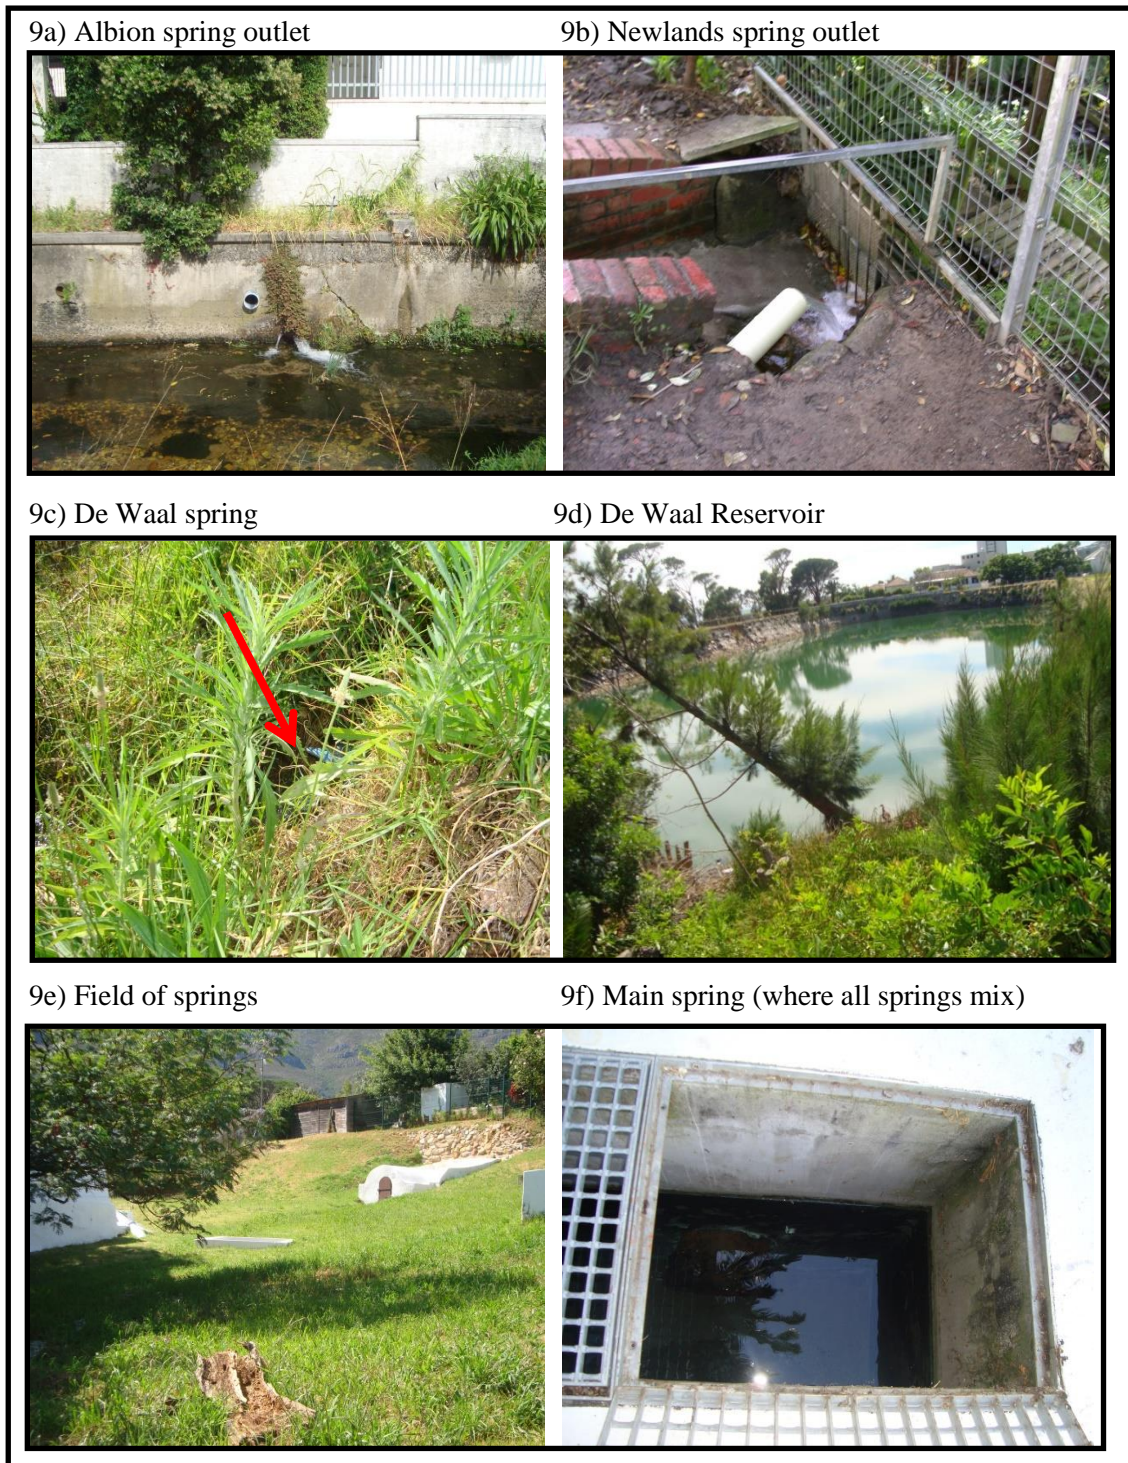 9a) Albion spring outlet
9b) Newlands spring outlet
9c) De Waal spring
9d) De Waal Reservoir
9e) Field of springs
9f) Main spring (where all springs mix)